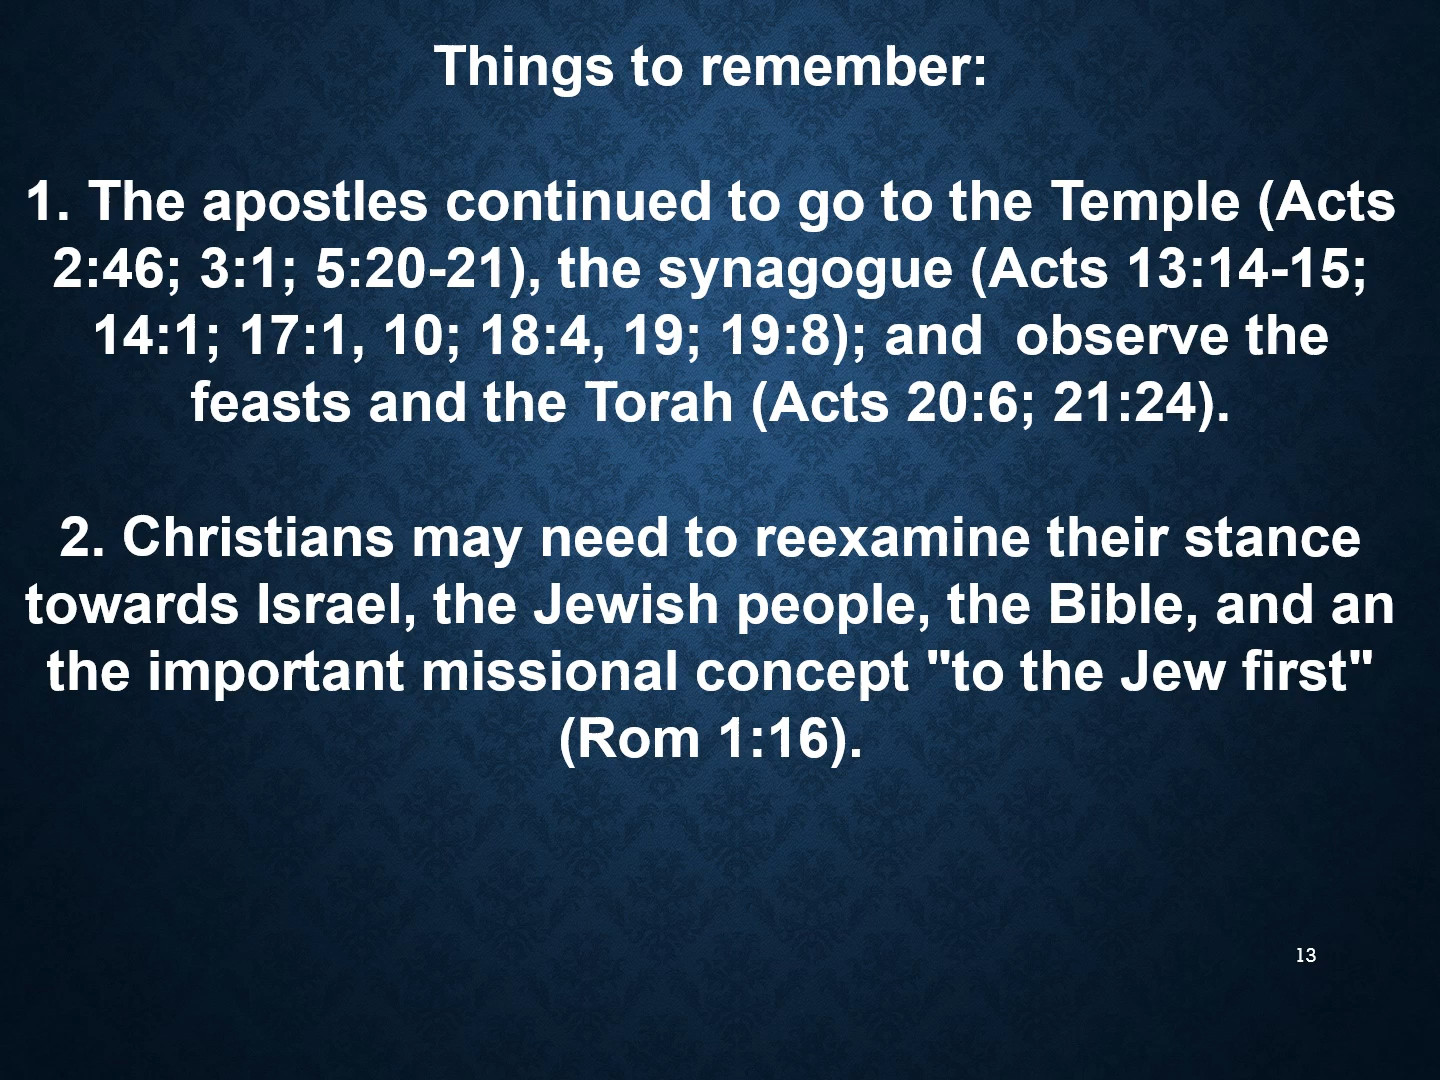 Things to remember:
1. The apostles continued to go to the Temple (Acts
2:46; 3:1; 5:20-21), the synagogue (Acts 13:14-15;
14:1; 17:1, 10; 18:4, 19; 19:8); and  observe the
feasts and the Torah (Acts 20:6; 21:24).
2. Christians may need to reexamine their stance
towards Israel, the Jewish people, the Bible, and an
the important missional concept "to the Jew first"
(Rom 1:16).
13